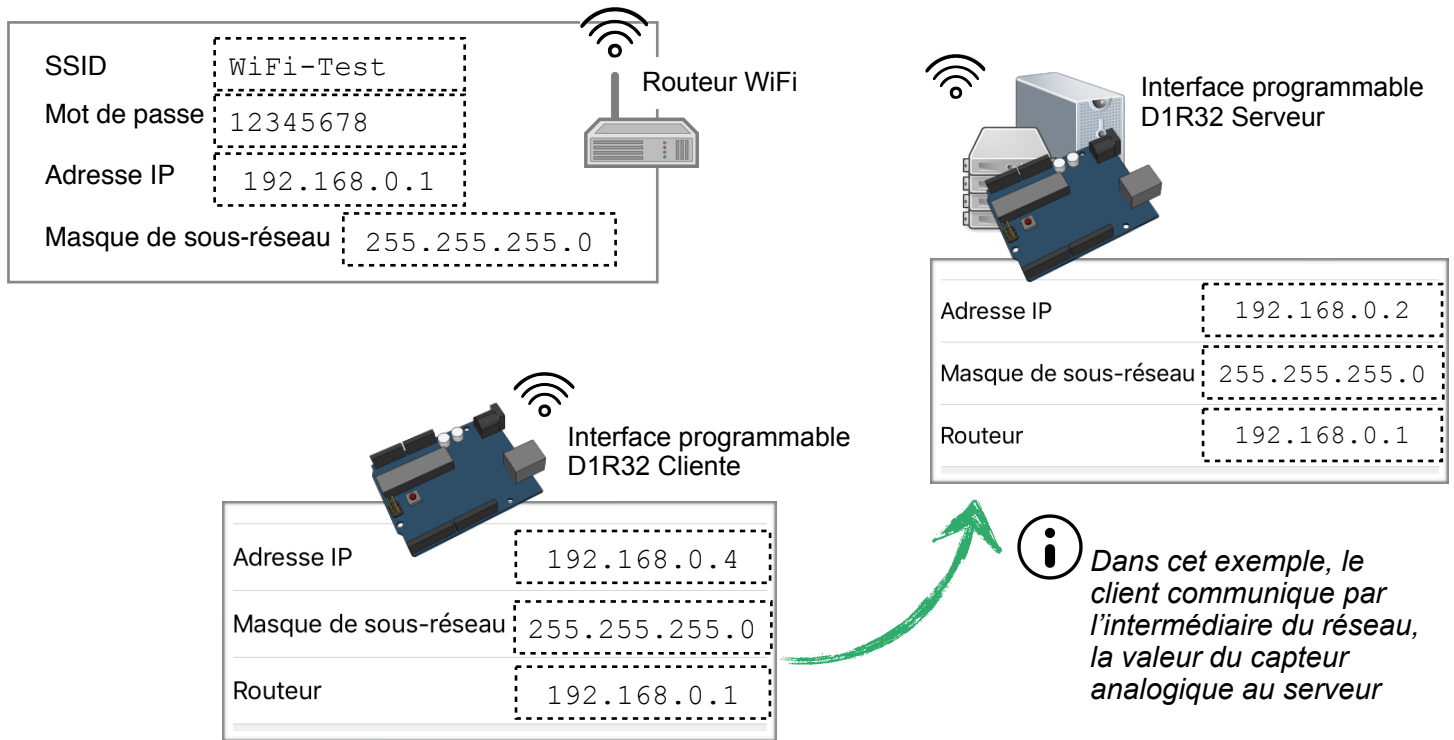 SSID
WiFi-Test
Mot de passe
12345678
Adresse IP
192.168.0.1
Masque de sous-réseau
255.255.255.0
Routeur WiFi
Interface programmable
D1R32 Serveur
Adresse IP
192.168.0.2
Masque de sous-réseau
255.255.255.0
Routeur
192.168.0.1
Interface programmable
D1R32 Cliente
Adresse IP
192.168.0.4
Masque de sous-réseau
255.255.255.0
Routeur
192.168.0.1
Dans cet exemple, le
client communique par
l’intermédiaire du réseau,
la valeur du capteur
analogique au serveur